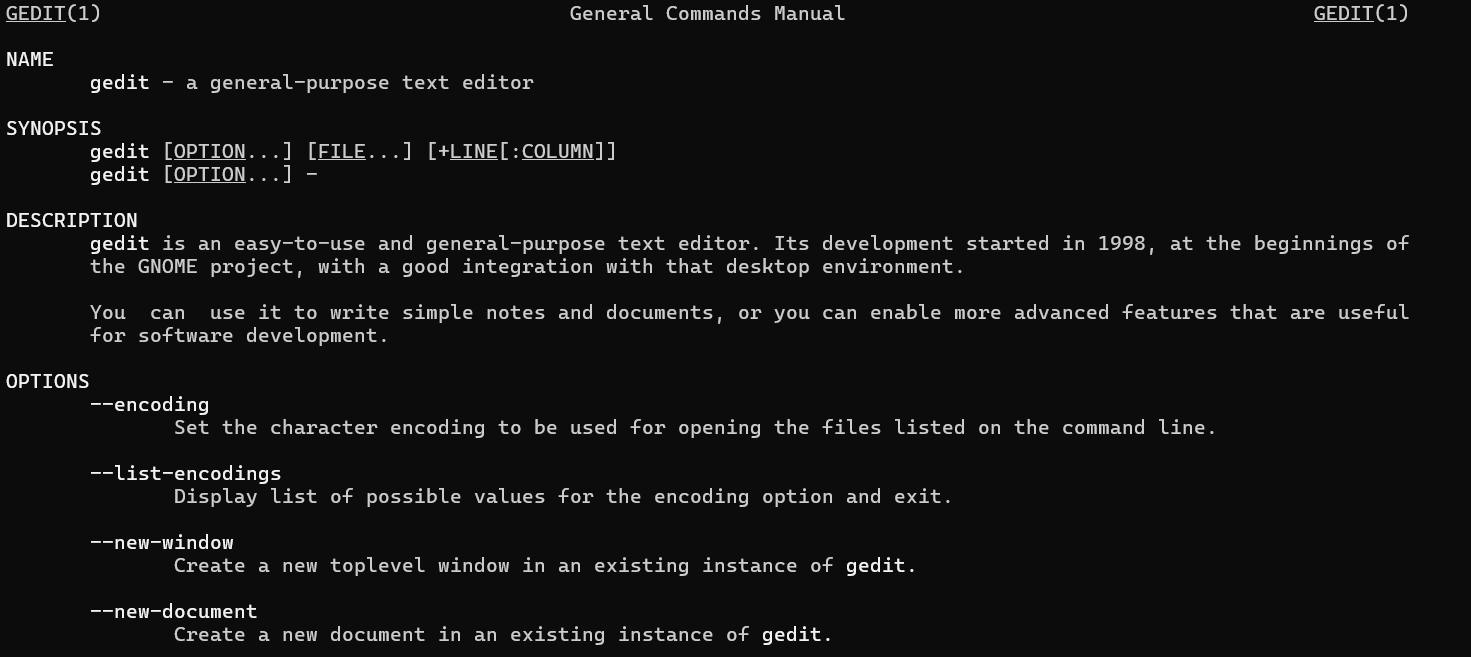 GEDIT(1) General Commands Manual GEDIT(1)
NAME
gedit - a general-purpose text editor
SYNOPSIS
gedit [OPTION...] [FILE...] [+LINE[:COLUMN]]
gedit [OPTION...] -
DESCRIPTION
gedit is an easy-to-use and general-purpose text editor. Its development started in 1998, at the beginnings of
the GNOME project, with a good integration with that desktop environment.
You can use it to write simple notes and documents, or you can enable more advanced features that are useful
for software development.
OPTIONS
--encoding
Set the character encoding to be used for opening the files listed on the command line.
--list-encodings
Display list of possible values for the encoding option and exit.
--new-window
Create a new toplevel window in an existing instance of gedit.
--new-document
Create a new document in an existing instance of gedit.